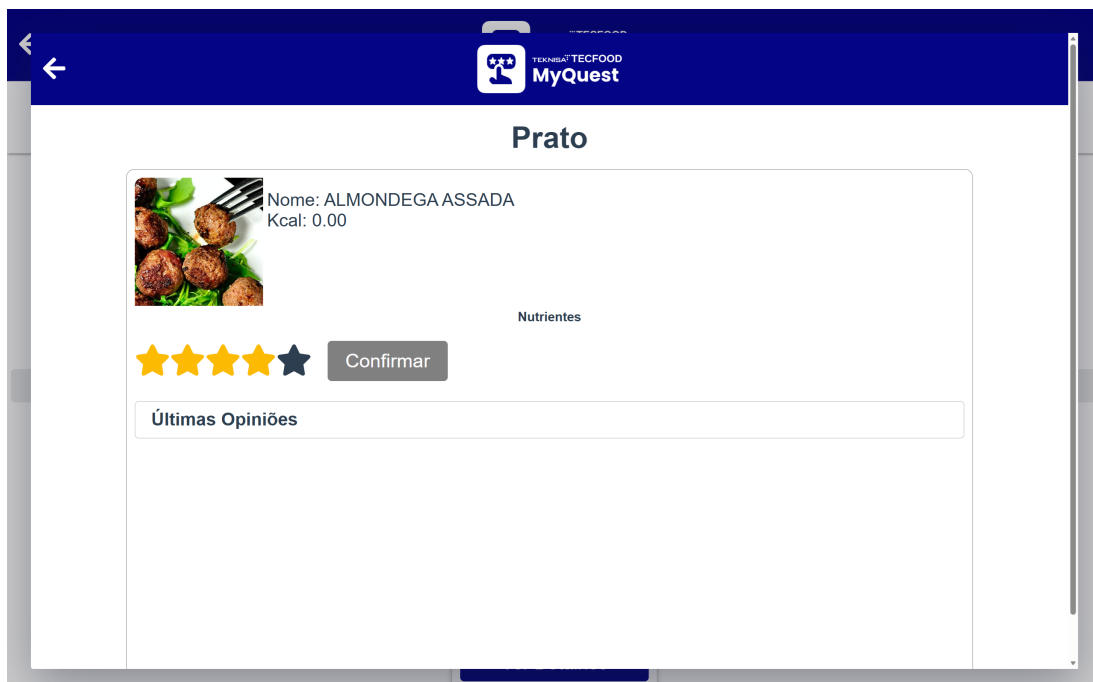 TEKNISA TECFOOD
MyQuest
Prato
Nome: ALMONDEGA ASSADA
Kcal: 0.00
Nutrientes
Confirmar
Últimas Opiniões